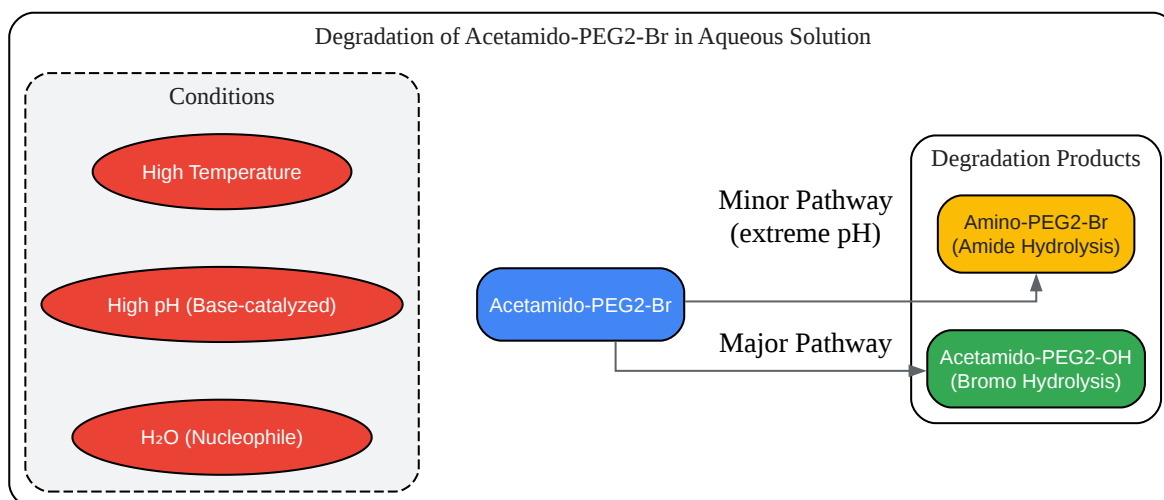 Degradation of Acetamido-PEG2-Br in Aqueous Solution
Conditions
High Temperature
High pH (Base-catalyzed)
H₂O (Nucleophile)
Acetamido-PEG2-Br
Minor Pathway
(extreme pH)
Major Pathway
Degradation Products
Amino-PEG2-Br
(Amide Hydrolysis)
Acetamido-PEG2-OH
(Bromo Hydrolysis)